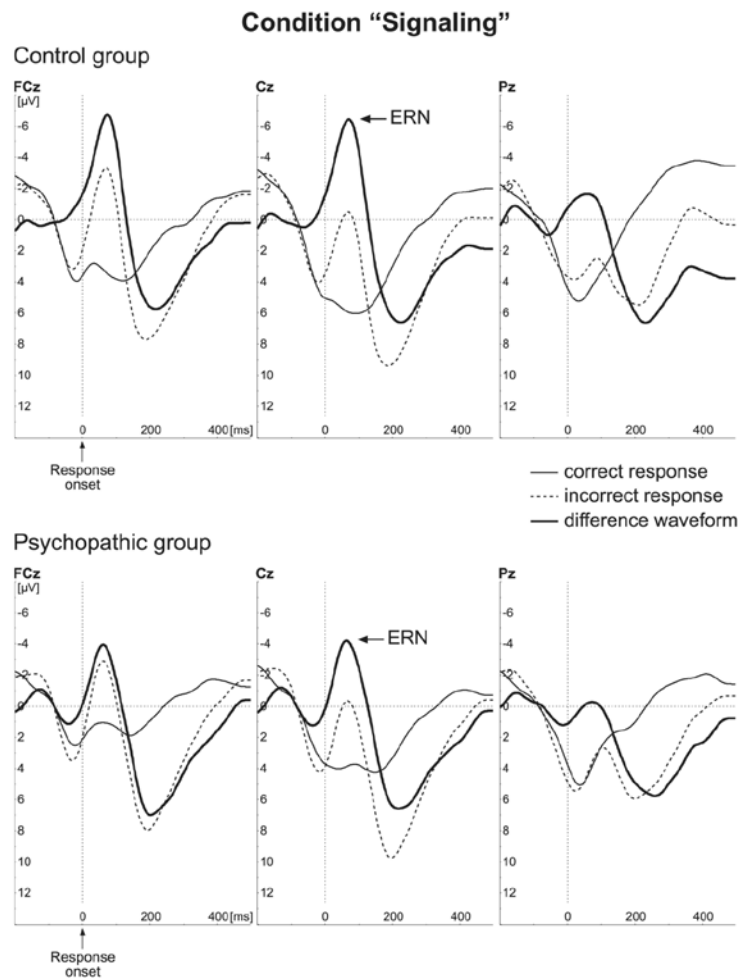 Condition “Signaling”
Control group
FCz
[µV]
-6
-4
-2
0
2
4
6
8
10
12
0 200 400 [ms]
Response
onset
Cz
-6
-4
-2
0
2
4
6
8
10
12
0 200 400
ERN
Pz
-6
-4
-2
0
2
4
6
8
10
12
0 200 400
correct response
incorrect response
difference waveform
Psychopathic group
FCz
[µV]
-6
-4
-2
0
2
4
6
8
10
12
0 200 400 [ms]
Response
onset
Cz
-6
-4
-2
0
2
4
6
8
10
12
0 200 400
ERN
Pz
-6
-4
-2
0
2
4
6
8
10
12
0 200 400